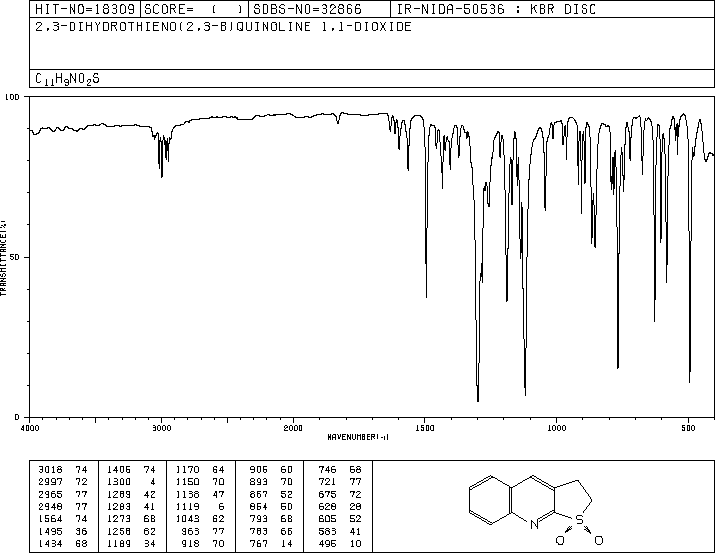 HIT-NO=18309 SCORE= ( ) SDBS-NO=32866 IR-NIDA-50536 : KBR DISC
2,3-DIHYDROTHIENO(2,3-B)QUINOLINE 1,1-DIOXIDE
C11H9NO2S
100
50
0
TRANSMITTANCE(%)
4000 3000 2000 1500 1000 500
WAVENUMBER(-1)
3018 74 1406 74 1170 64 906 60 746 68
2997 72 1300 4 1150 70 893 70 721 77
2965 77 1289 42 1138 47 867 52 675 72
2948 77 1283 41 1119 6 854 50 628 28
1564 74 1273 68 1043 62 793 68 605 52
1495 36 1258 62 963 77 783 66 583 41
1434 68 1189 34 918 70 767 14 495 10
N
S
O
O